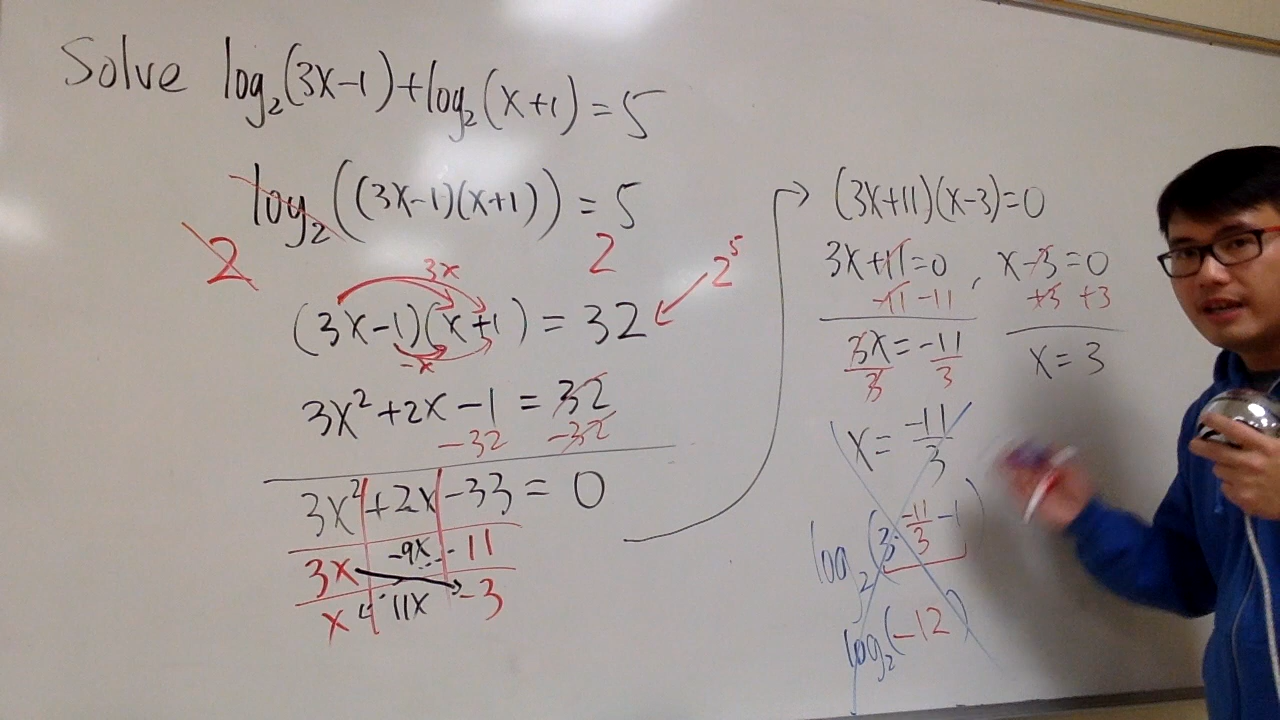 Solve log₂(3x-1)+log₂(x+1)=5
log₂((3x-1)(x+1))=5
2 2
3x 2⁵
(3x-1)(x+1)=32
-x
3x²+2x-1=32
-32 -32
3x²+2x-33=0
3x -9x -11
x 11x -3
(3x+11)(x-3)=0
3x+11=0, x-3=0
-11 -11 +3 +3
3x=-11 x=3
3 3
x=-11/3
log₂(3·-11/3-1)
log₂(-12)